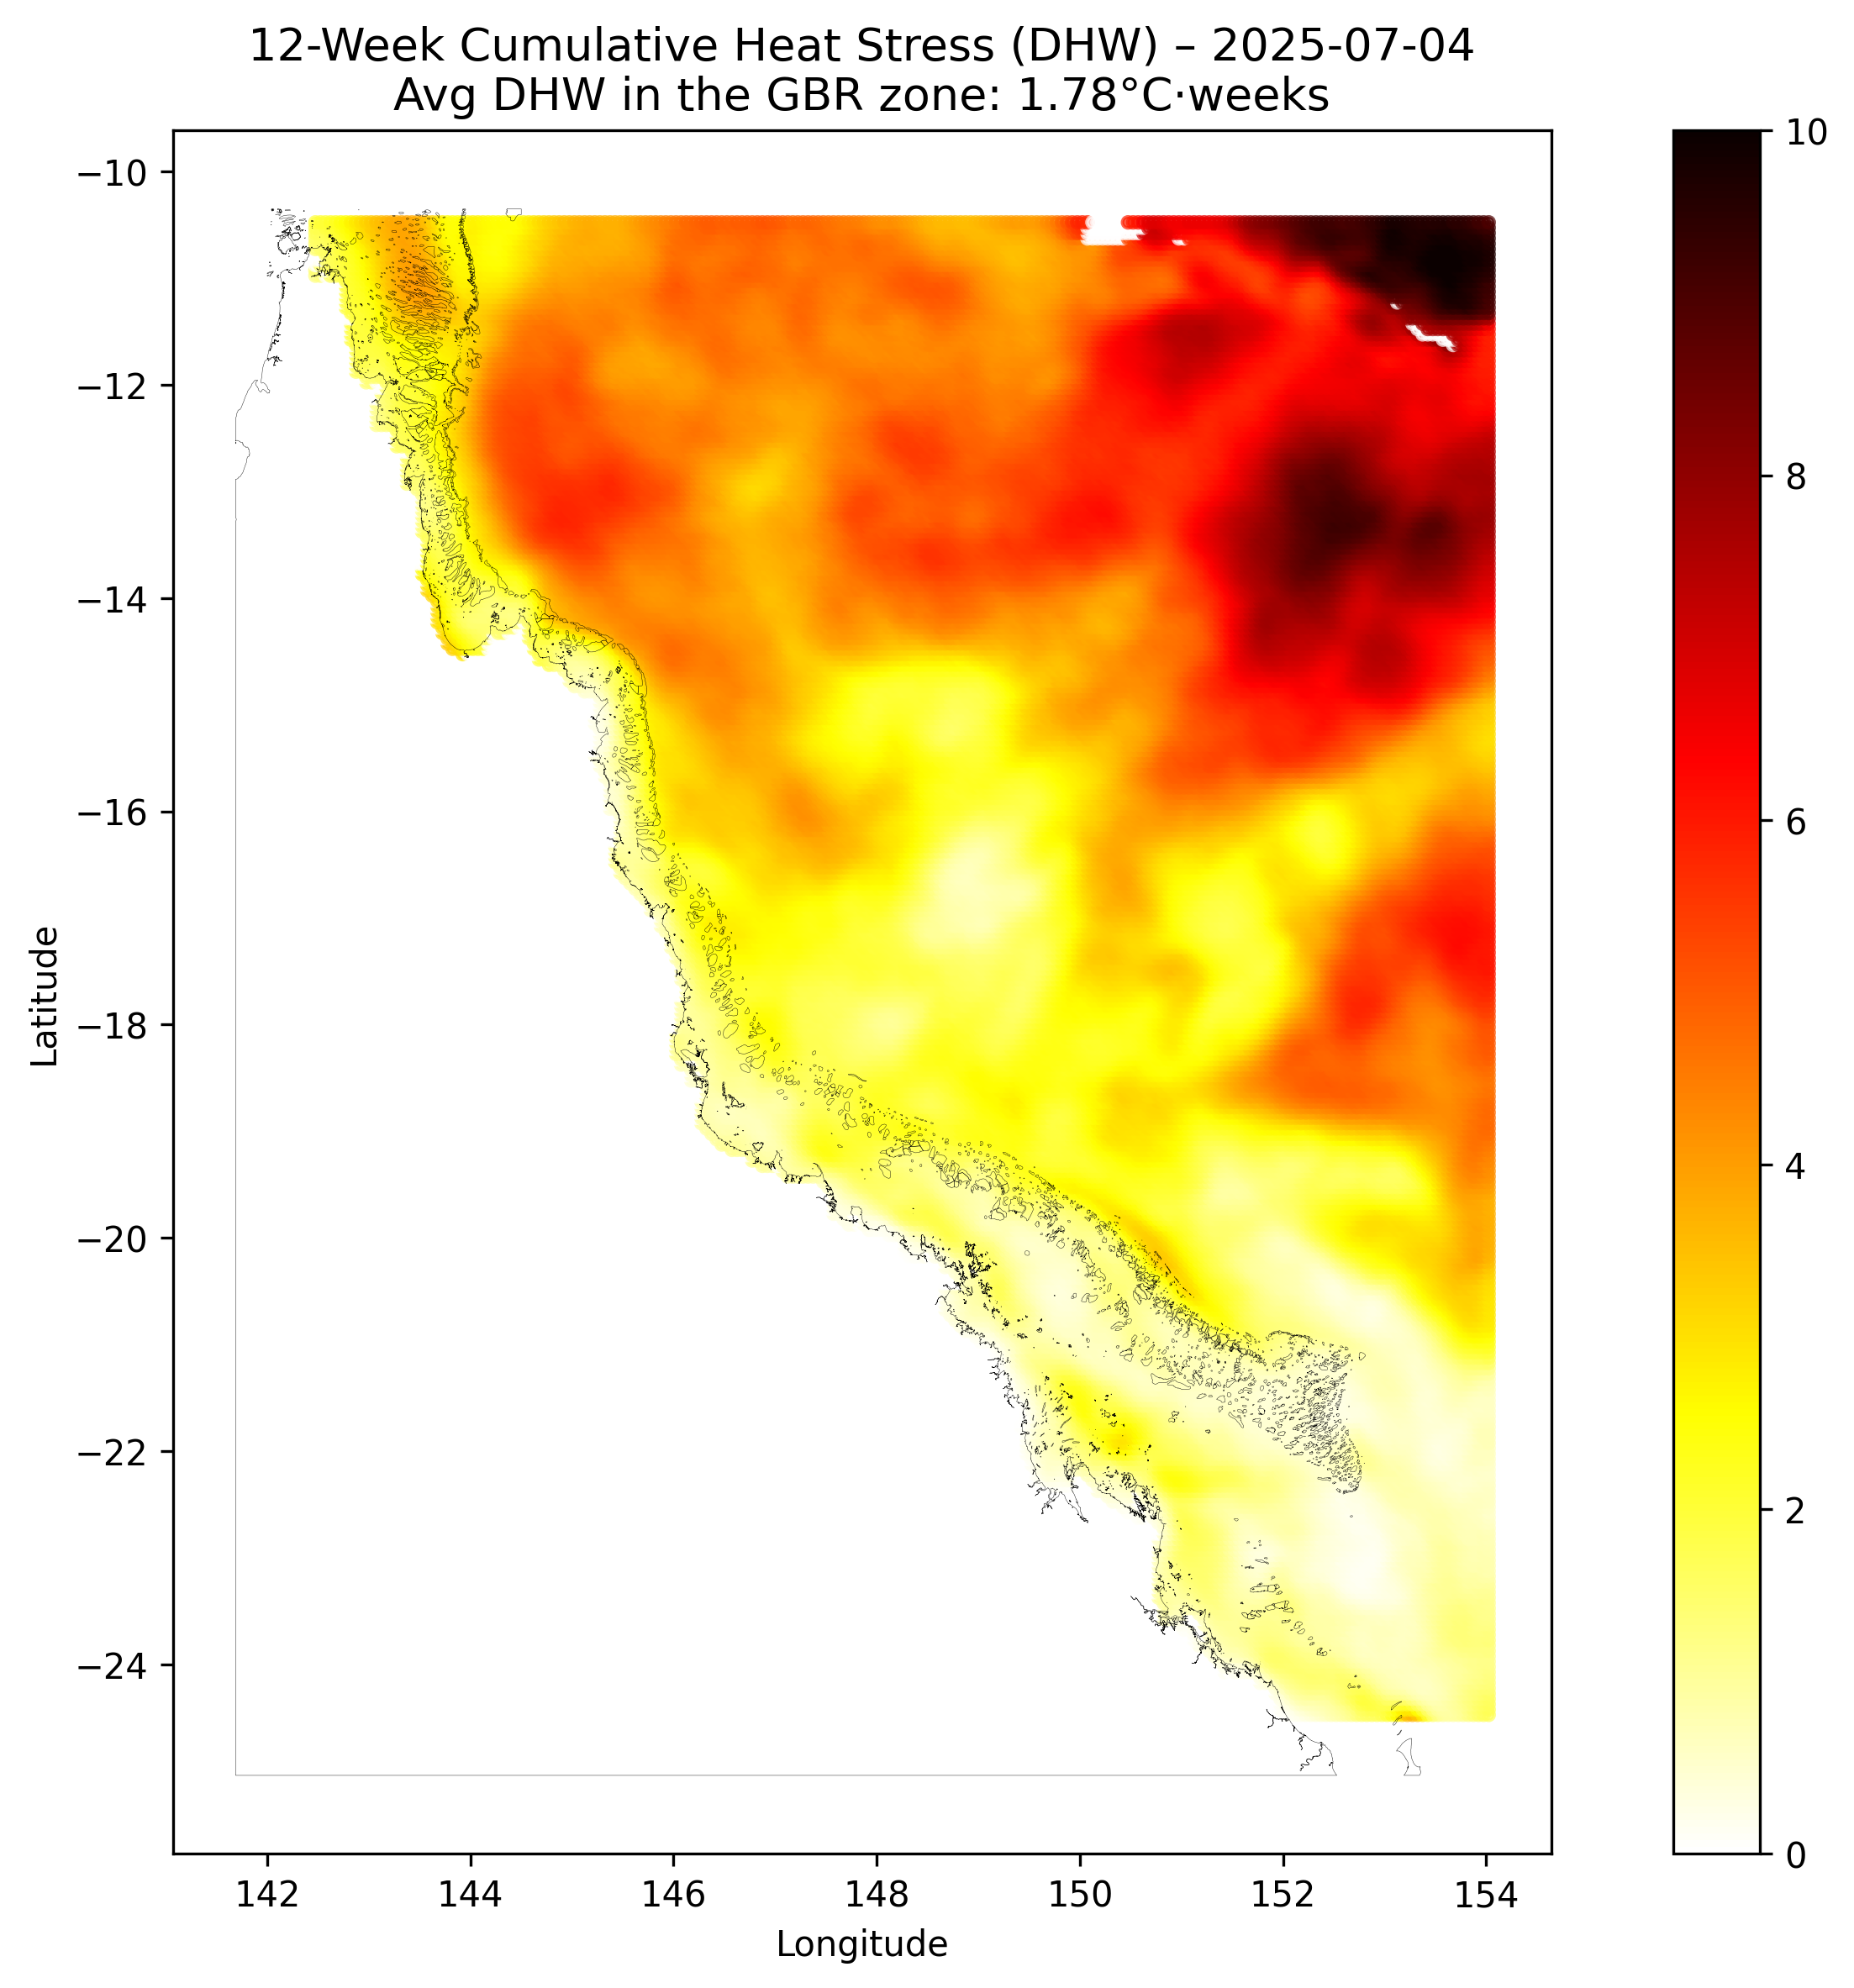 12-Week Cumulative Heat Stress (DHW) – 2025-07-04
Avg DHW in the GBR zone: 1.78°C·weeks
−10
−12
−14
−16
−18
−20
−22
−24
Latitude
142 144 146 148 150 152 154
Longitude
10
8
6
4
2
0